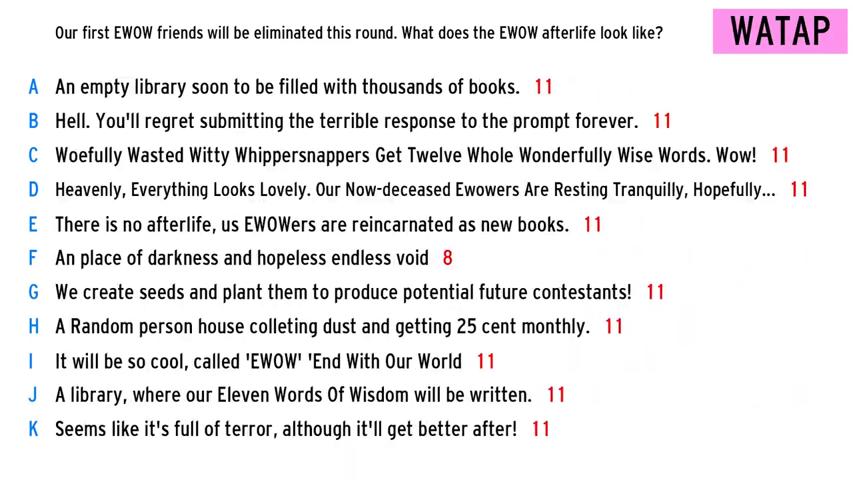 Our first EWOW friends will be eliminated this round. What does the EWOW afterlife look like?
WATAP
A An empty library soon to be filled with thousands of books. 11
B Hell. You'll regret submitting the terrible response to the prompt forever. 11
C Woefully Wasted Witty Whippersnappers Get Twelve Whole Wonderfully Wise Words. Wow! 11
D Heavenly, Everything Looks Lovely. Our Now-deceased Ewowers Are Resting Tranquilly, Hopefully... 11
E There is no afterlife, us EWOWers are reincarnated as new books. 11
F An place of darkness and hopeless endless void 8
G We create seeds and plant them to produce potential future contestants! 11
H A Random person house colleting dust and getting 25 cent monthly. 11
I It will be so cool, called 'EWOW' 'End With Our World 11
J A library, where our Eleven Words Of Wisdom will be written. 11
K Seems like it's full of terror, although it'll get better after! 11